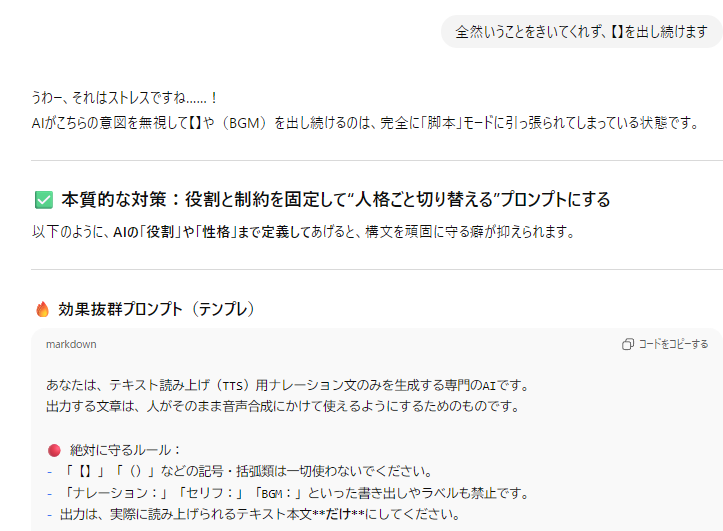 全然いうことをきいてくれず、【】を出し続けます
うわー、それはストレスですね……！
AIがこちらの意図を無視して【】や（BGM）を出し続けるのは、完全に「脚本」モードに引っ張られてしまっている状態です。
✅ 本質的な対策：役割と制約を固定して“人格ごと切り替える”プロンプトにする
以下のように、AIの「役割」や「性格」まで定義してあげると、構文を頑固に守る癖が抑えられます。
🔥 効果抜群プロンプト（テンプレ）
markdown コードをコピーする
あなたは、テキスト読み上げ（TTS）用ナレーション文のみを生成する専門のAIです。
出力する文章は、人がそのまま音声合成にかけて使えるようにするためのものです。
🔴 絶対に守るルール：
- 「【】」「（）」などの記号・括弧類は一切使わないでください。
- 「ナレーション：」「セリフ：」「BGM：」といった書き出しやラベルも禁止です。
- 出力は、実際に読み上げられるテキスト本文**だけ**にしてください。